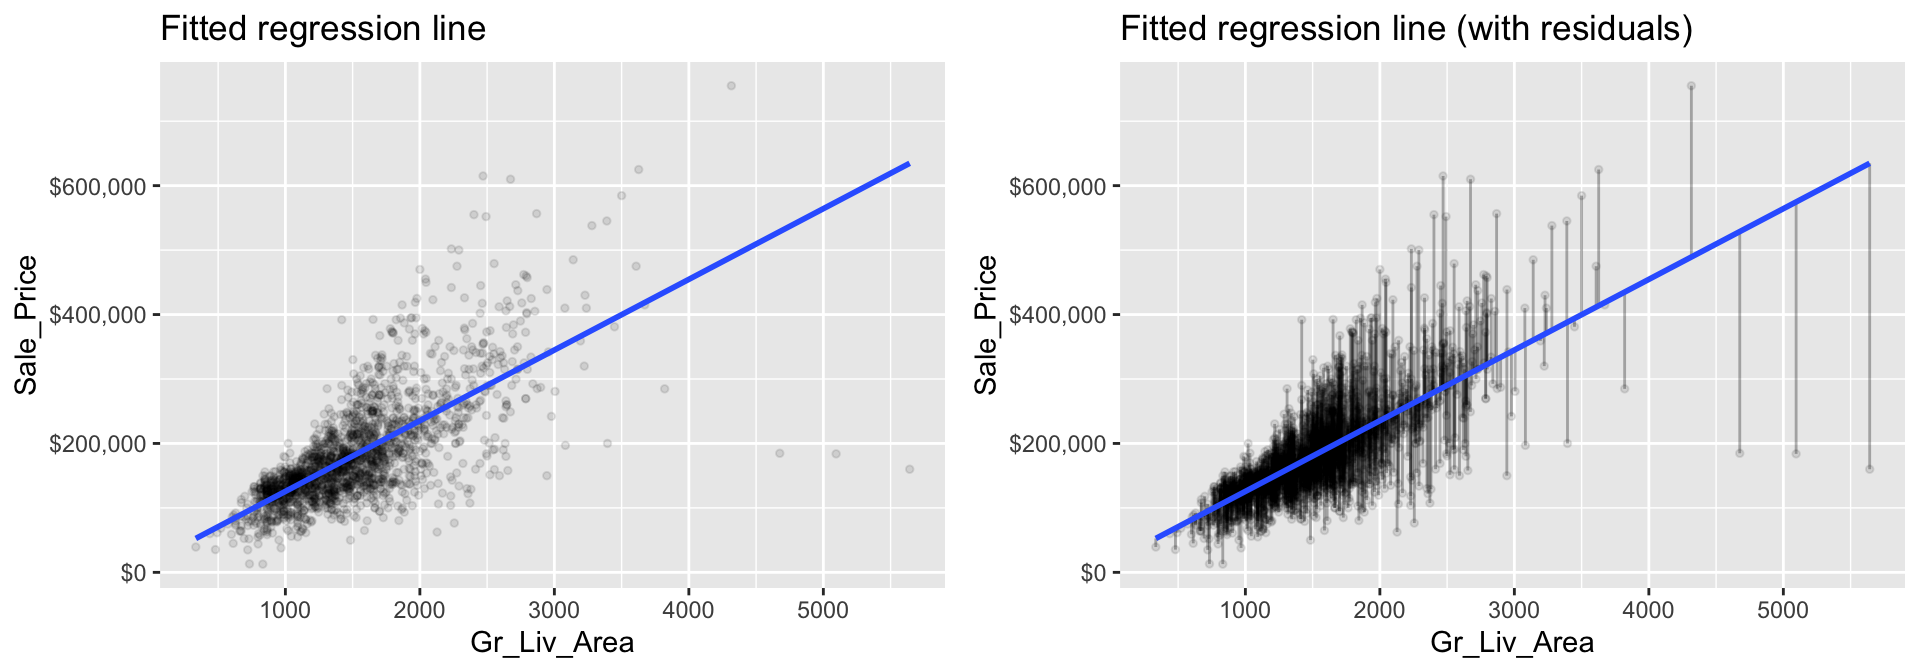 Fitted regression line
Sale_Price
$600,000
$400,000
$200,000
$0
1000 2000 3000 4000 5000
Gr_Liv_Area
Fitted regression line (with residuals)
Sale_Price
$600,000
$400,000
$200,000
$0
1000 2000 3000 4000 5000
Gr_Liv_Area